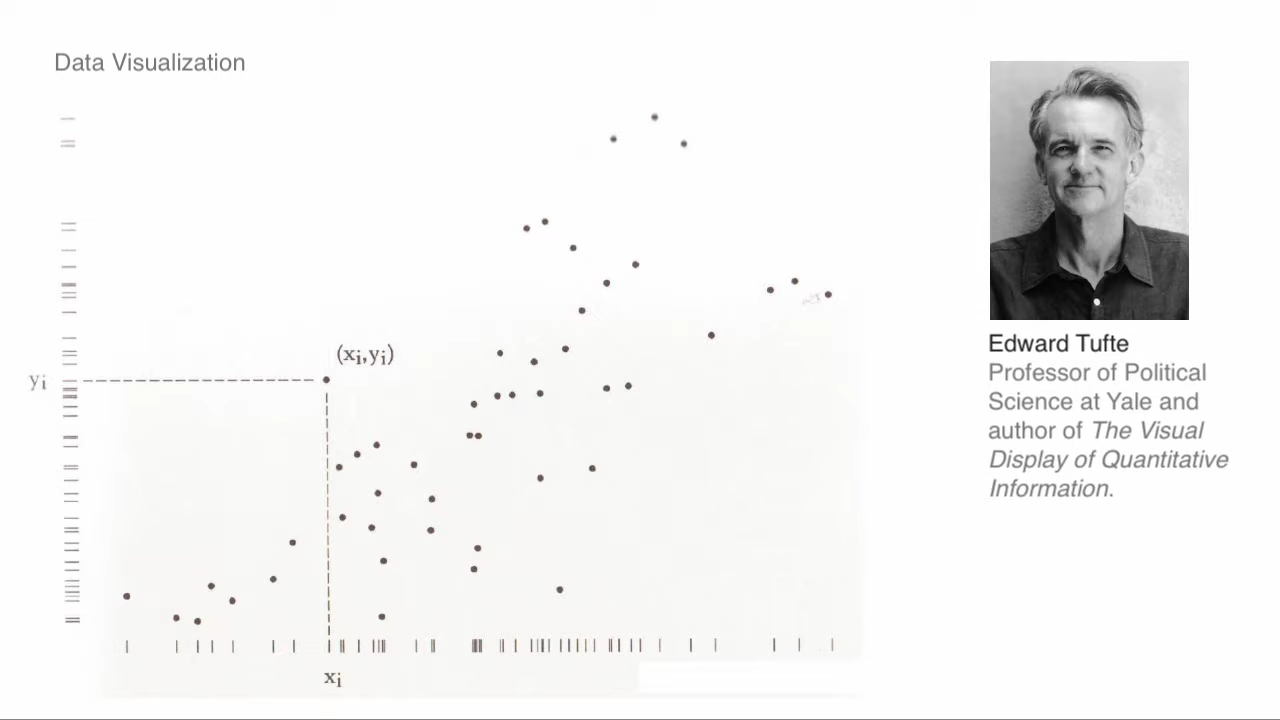 Data Visualization
(xi,yi)
yi
xi
Edward Tufte
Professor of Political
Science at Yale and
author of The Visual
Display of Quantitative
Information.